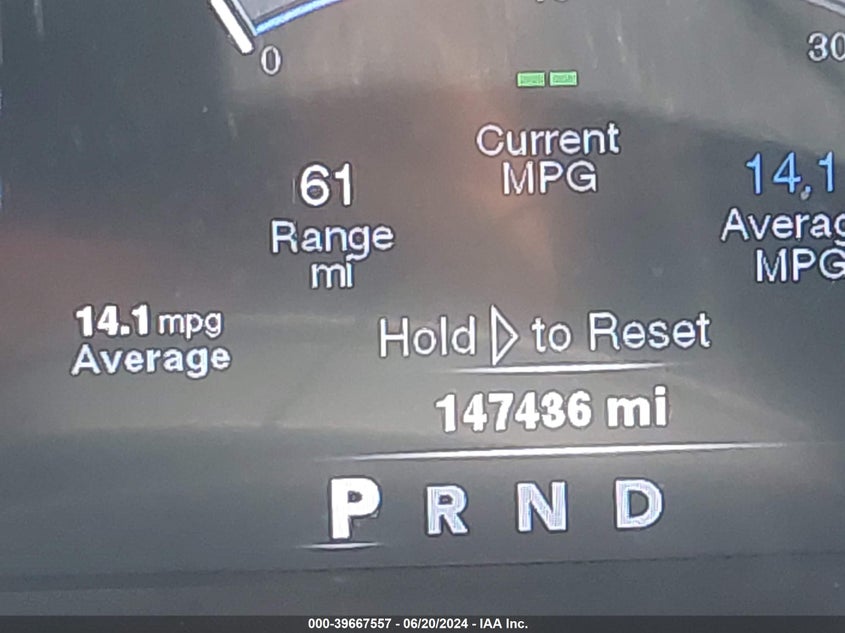 0
30
Current
MPG
61
Range
mi
14.1
Averag
MPG
14.1 mpg
Average
Hold ▷ to Reset
147436 mi
P R N D
000-39667557 - 06/20/2024 - IAA Inc.